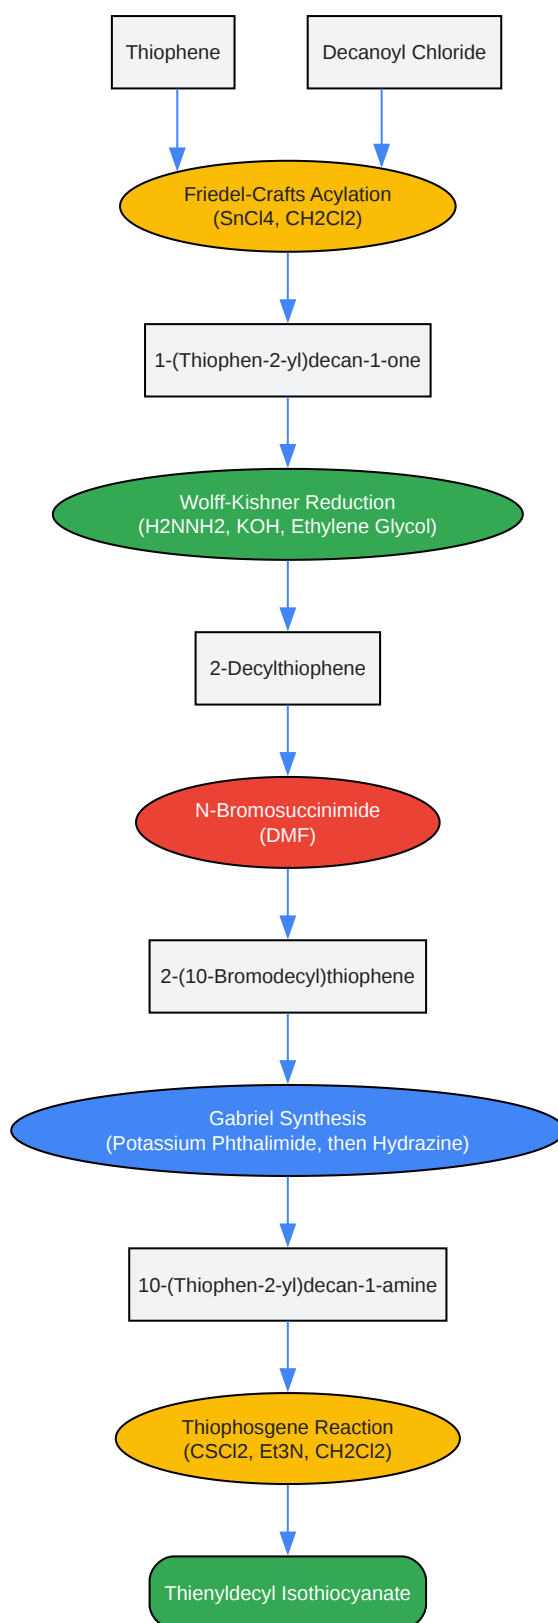 Thiophene
Decanoyl Chloride
Friedel-Crafts Acylation
(SnCl4, CH2Cl2)
1-(Thiophen-2-yl)decan-1-one
Wolff-Kishner Reduction
(H2NNH2, KOH, Ethylene Glycol)
2-Decylthiophene
N-Bromosuccinimide
(DMF)
2-(10-Bromodecyl)thiophene
Gabriel Synthesis
(Potassium Phthalimide, then Hydrazine)
10-(Thiophen-2-yl)decan-1-amine
Thiophosgene Reaction
(CSCl2, Et3N, CH2Cl2)
Thienyldecyl Isothiocyanate